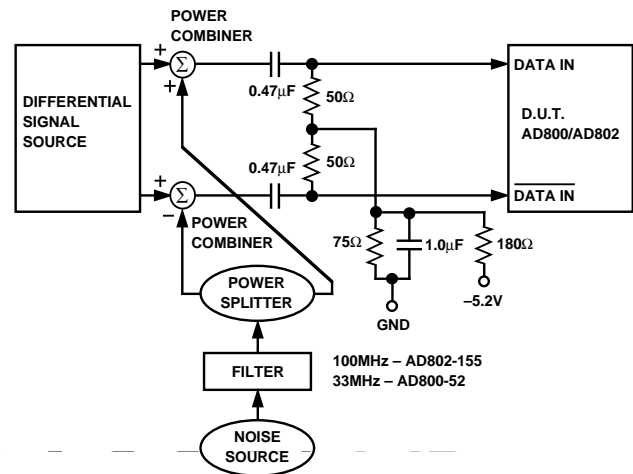 POWER
COMBINER
+
Σ
+
0.47μF
50Ω
DATA IN
DIFFERENTIAL
SIGNAL
SOURCE
D.U.T.
AD800/AD802
0.47μF
50Ω
+
Σ
–
DATA IN
POWER
COMBINER
75Ω
1.0μF
180Ω
POWER
SPLITTER
–5.2V
GND
FILTER
100MHz – AD802-155
33MHz – AD800-52
NOISE
SOURCE